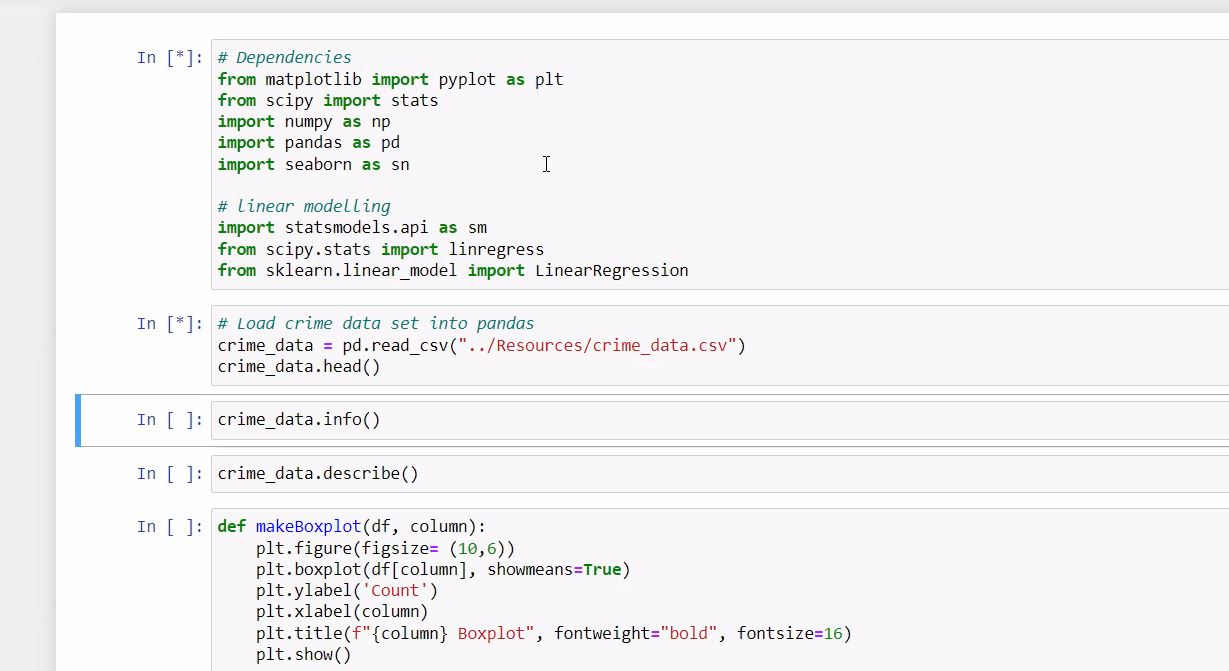 In [*]: # Dependencies
from matplotlib import pyplot as plt
from scipy import stats
import numpy as np
import pandas as pd
import seaborn as sn
# linear modelling
import statsmodels.api as sm
from scipy.stats import linregress
from sklearn.linear_model import LinearRegression
In [*]: # Load crime data set into pandas
crime_data = pd.read_csv("../Resources/crime_data.csv")
crime_data.head()
In [ ]: crime_data.info()
In [ ]: crime_data.describe()
In [ ]: def makeBoxplot(df, column):
    plt.figure(figsize= (10,6))
    plt.boxplot(df[column], showmeans=True)
    plt.ylabel('Count')
    plt.xlabel(column)
    plt.title(f"{column} Boxplot", fontweight="bold", fontsize=16)
    plt.show()